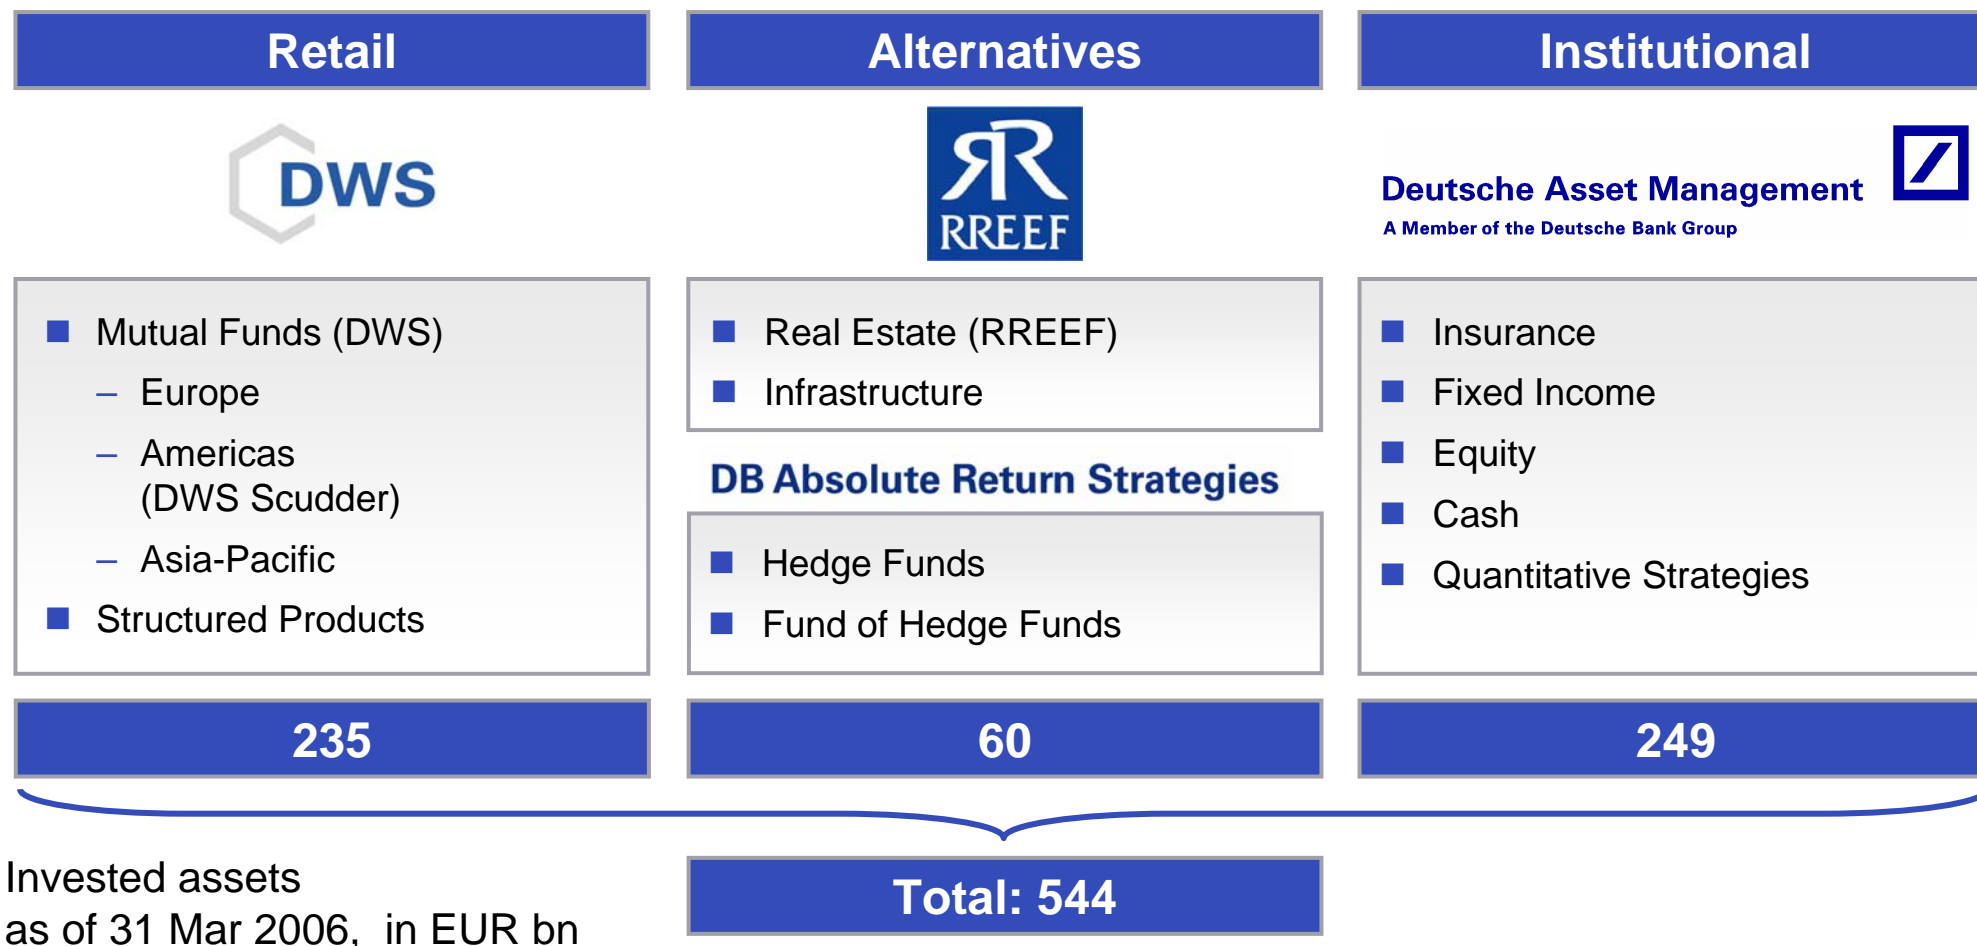 Retail
DWS
Mutual Funds (DWS)
– Europe
– Americas
(DWS Scudder)
– Asia-Pacific
Structured Products
235
Alternatives
RR
RREEF
Real Estate (RREEF)
Infrastructure
DB Absolute Return Strategies
Hedge Funds
Fund of Hedge Funds
60
Institutional
Deutsche Asset Management
A Member of the Deutsche Bank Group
Insurance
Fixed Income
Equity
Cash
Quantitative Strategies
249
Invested assets
as of 31 Mar 2006, in EUR bn
Total: 544